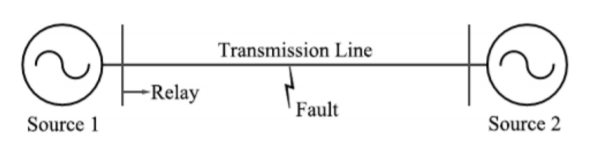 Transmission Line
Relay
Fault
Source 1
Source 2